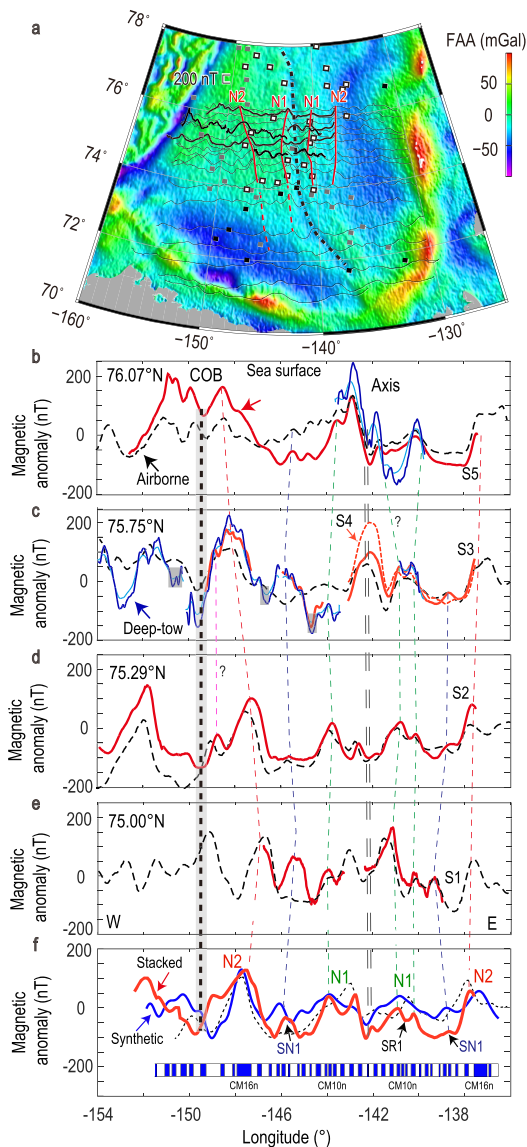 a
78°
76°
74°
72°
70°
−160°
−150°
−140°
−130°
200 nT
N2
N1
N1
N2
FAA (mGal)
50
0
−50
b
76.07°N
COB
Sea surface
Axis
Airborne
S5
Magnetic
anomaly (nT)
200
0
-200
c
75.75°N
S4
?
S3
Deep-tow
Magnetic
anomaly (nT)
200
0
-200
d
75.29°N
?
S2
Magnetic
anomaly (nT)
200
0
-200
e
75.00°N
S1
W
E
Magnetic
anomaly (nT)
200
0
-200
f
Stacked
Synthetic
N2
N1
N1
N2
SN1
SR1
SN1
Magnetic
anomaly (nT)
200
0
-200
CM16n
CM10n
CM10n
CM16n
-154
-150
-146
-142
-138
Longitude (°)